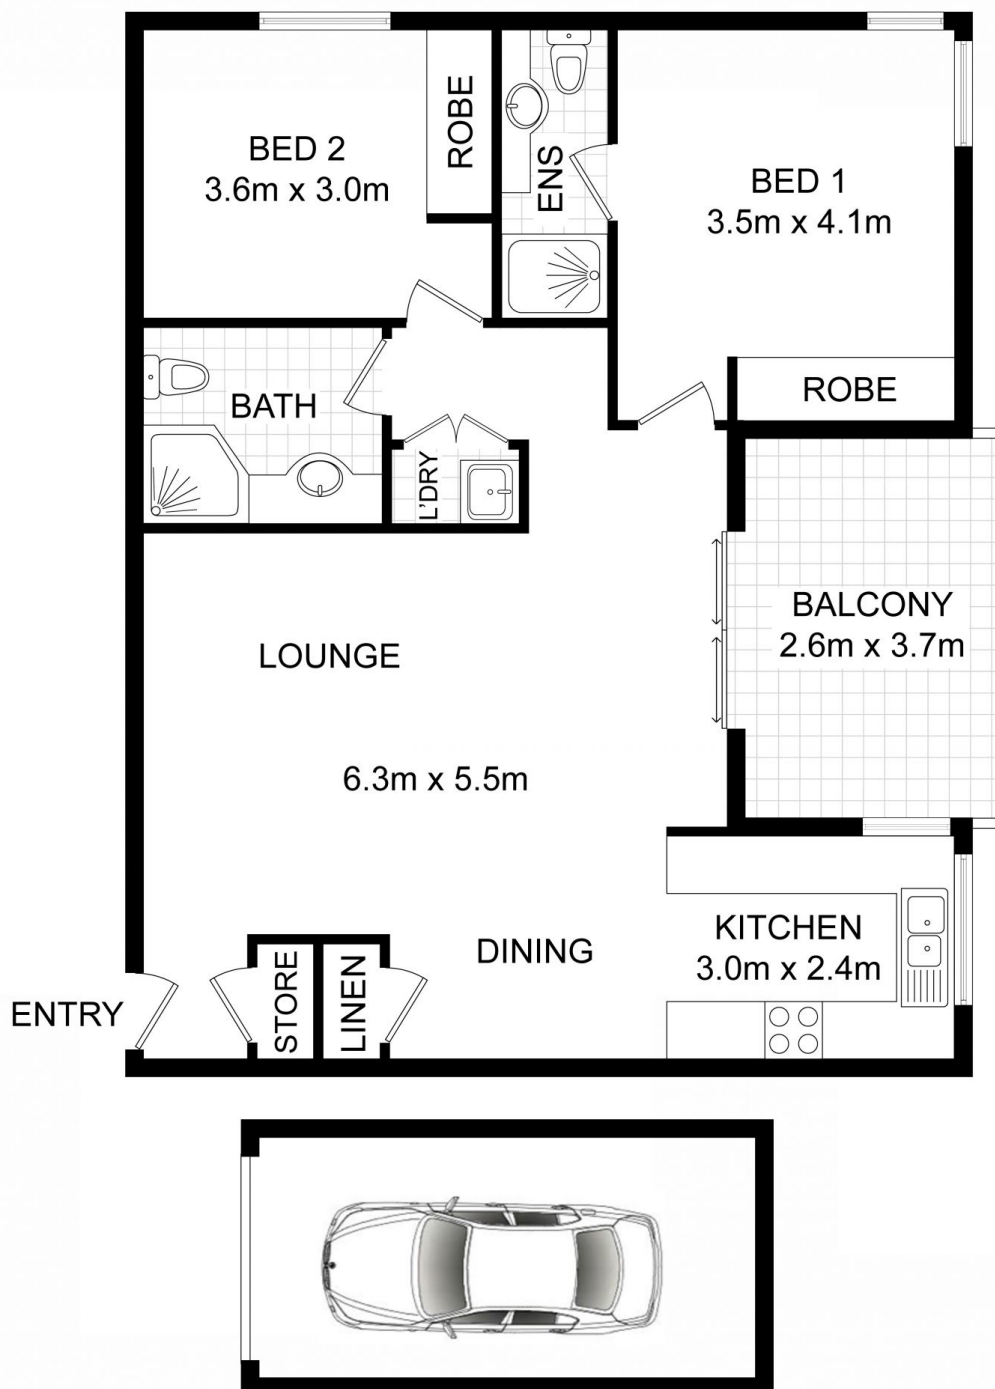 BED 2
3.6m x 3.0m
ROBE
ENS
BED 1
3.5m x 4.1m
ROBE
BATH
L'DRY
BALCONY
2.6m x 3.7m
LOUNGE
6.3m x 5.5m
DINING
KITCHEN
3.0m x 2.4m
ENTRY
STORE
LINEN